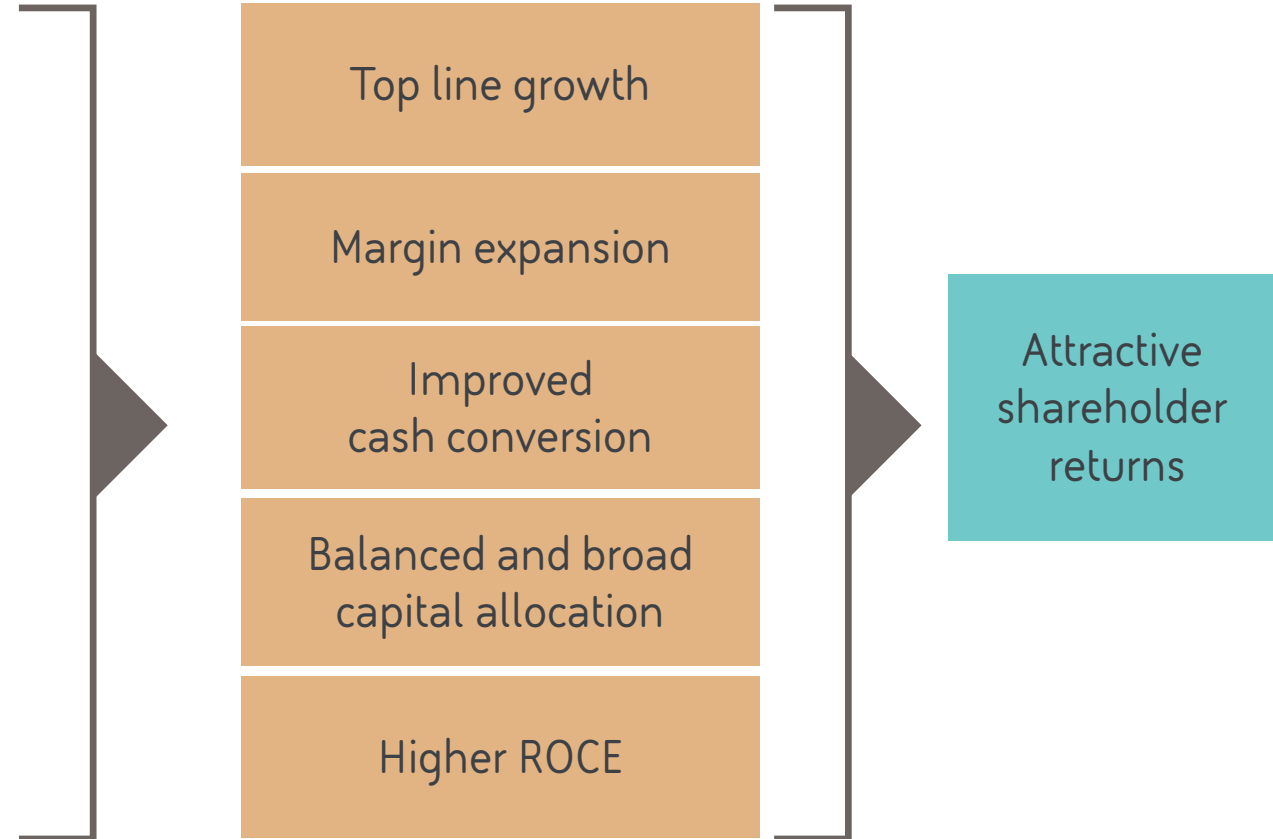 Top line growth
Margin expansion
Improved
cash conversion
Balanced and broad
capital allocation
Higher ROCE
Attractive
shareholder
returns